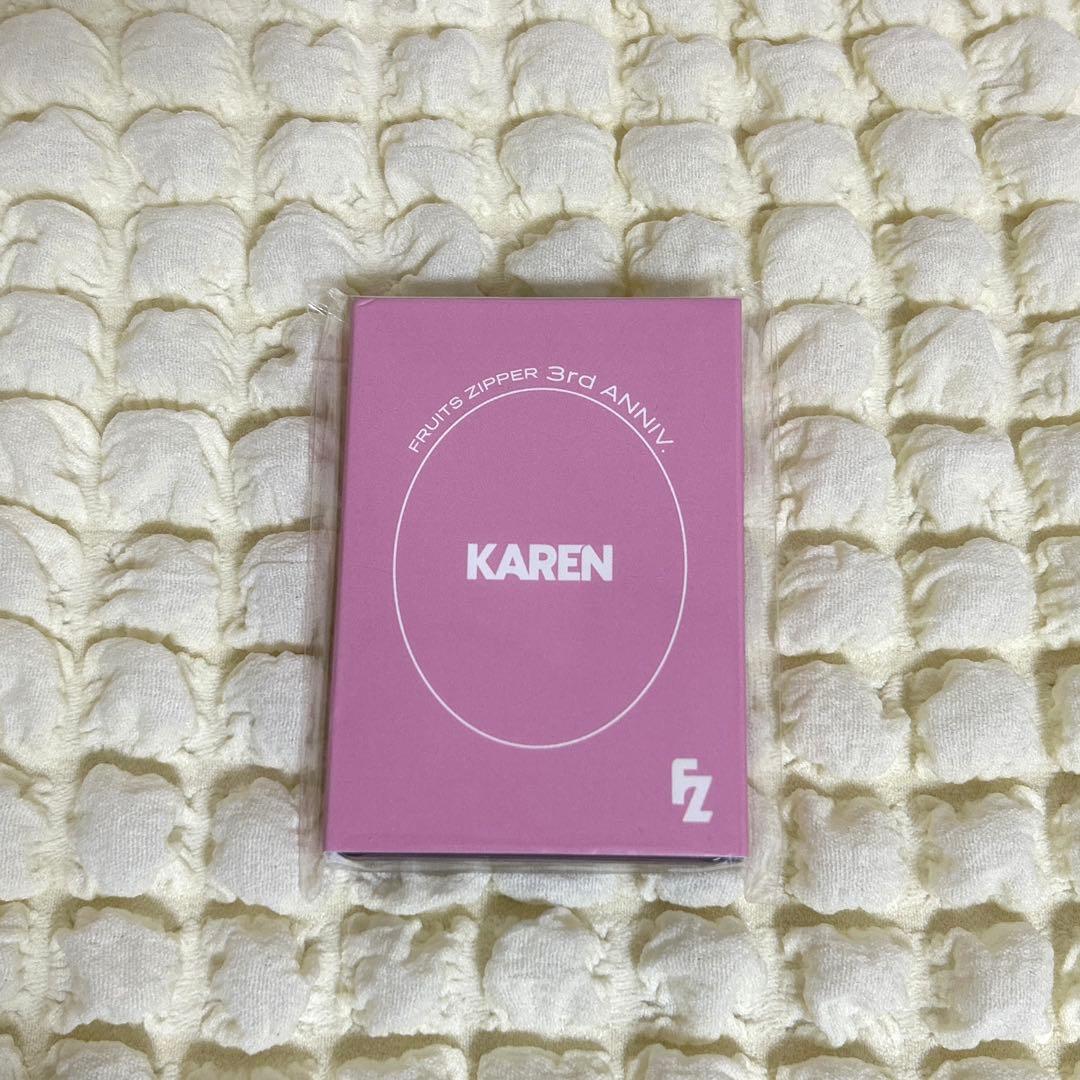 FRUITS ZIPPER 3rd ANNIV.
KAREN
FZ